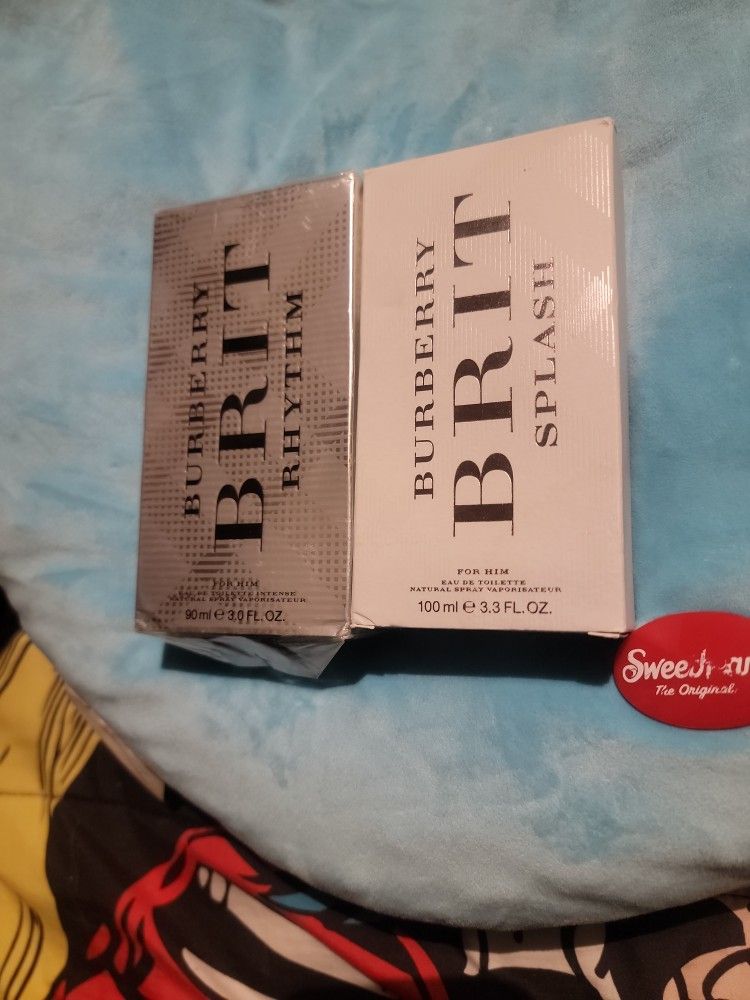 BURBERRY
BRIT
RHYTHM
FOR HIM
EAU DE TOILETTE INTENSE
NATURAL SPRAY VAPORISATEUR
90 ml ℮ 3.0 FL. OZ.
BURBERRY
BRIT
SPLASH
FOR HIM
EAU DE TOILETTE
NATURAL SPRAY VAPORISATEUR
100 ml ℮ 3.3 FL. OZ.
The Original